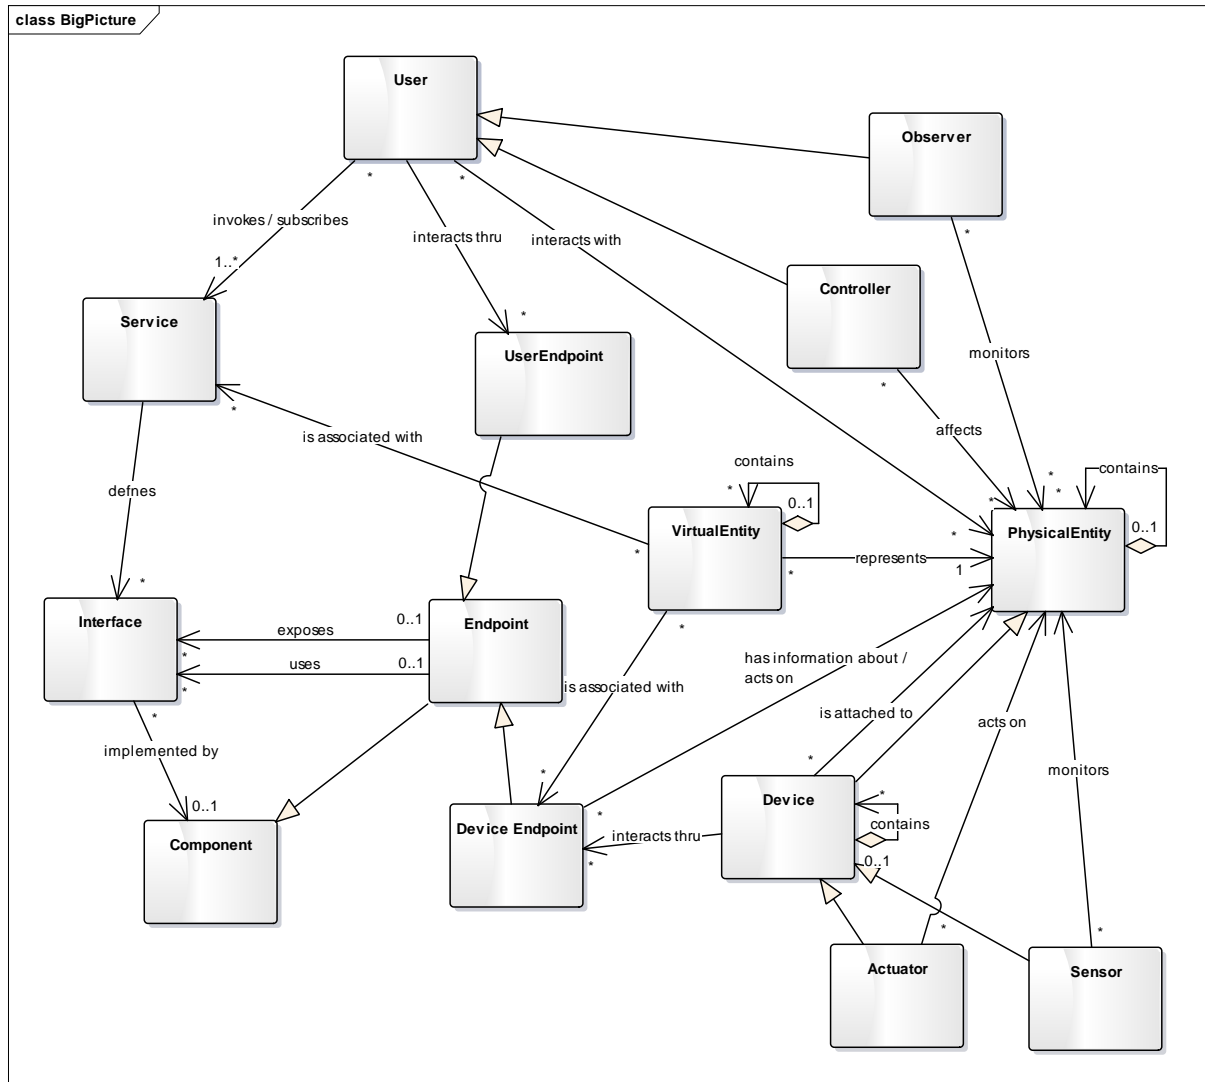 class BigPicture
User
Observer
*
*
invokes / subscribes
interacts thru
interacts with
*
1..*
Controller
Service
*
UserEndpoint
monitors
*
*
affects
is associated with
contains
contains
*
*
*
*
0..1
0..1
defnes
VirtualEntity
PhysicalEntity
*
*
represents
*
1
*
Interface
0..1
Endpoint
exposes
*
*
uses
0..1
*
has information about /
acts on
is associated with
is attached to
*
acts on
implemented by
*
monitors
*
0..1
Device
*
*
contains
Component
Device Endpoint
interacts thru
*
0..1
*
*
Actuator
Sensor